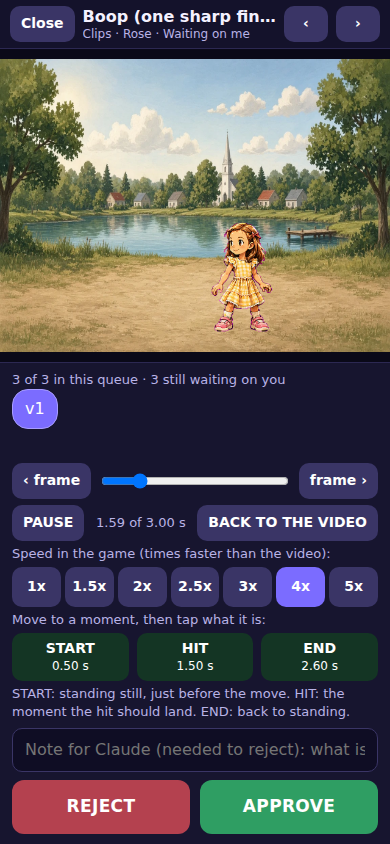 Close
Boop (one sharp fin…
Clips · Rose · Waiting on me
‹
›
3 of 3 in this queue · 3 still waiting on you
v1
‹ frame
frame ›
PAUSE
1.59 of 3.00 s
BACK TO THE VIDEO
Speed in the game (times faster than the video):
1x
1.5x
2x
2.5x
3x
4x
5x
Move to a moment, then tap what it is:
START
0.50 s
HIT
1.50 s
END
2.60 s
START: standing still, just before the move. HIT: the
moment the hit should land. END: back to standing.
Note for Claude (needed to reject): what is
REJECT
APPROVE